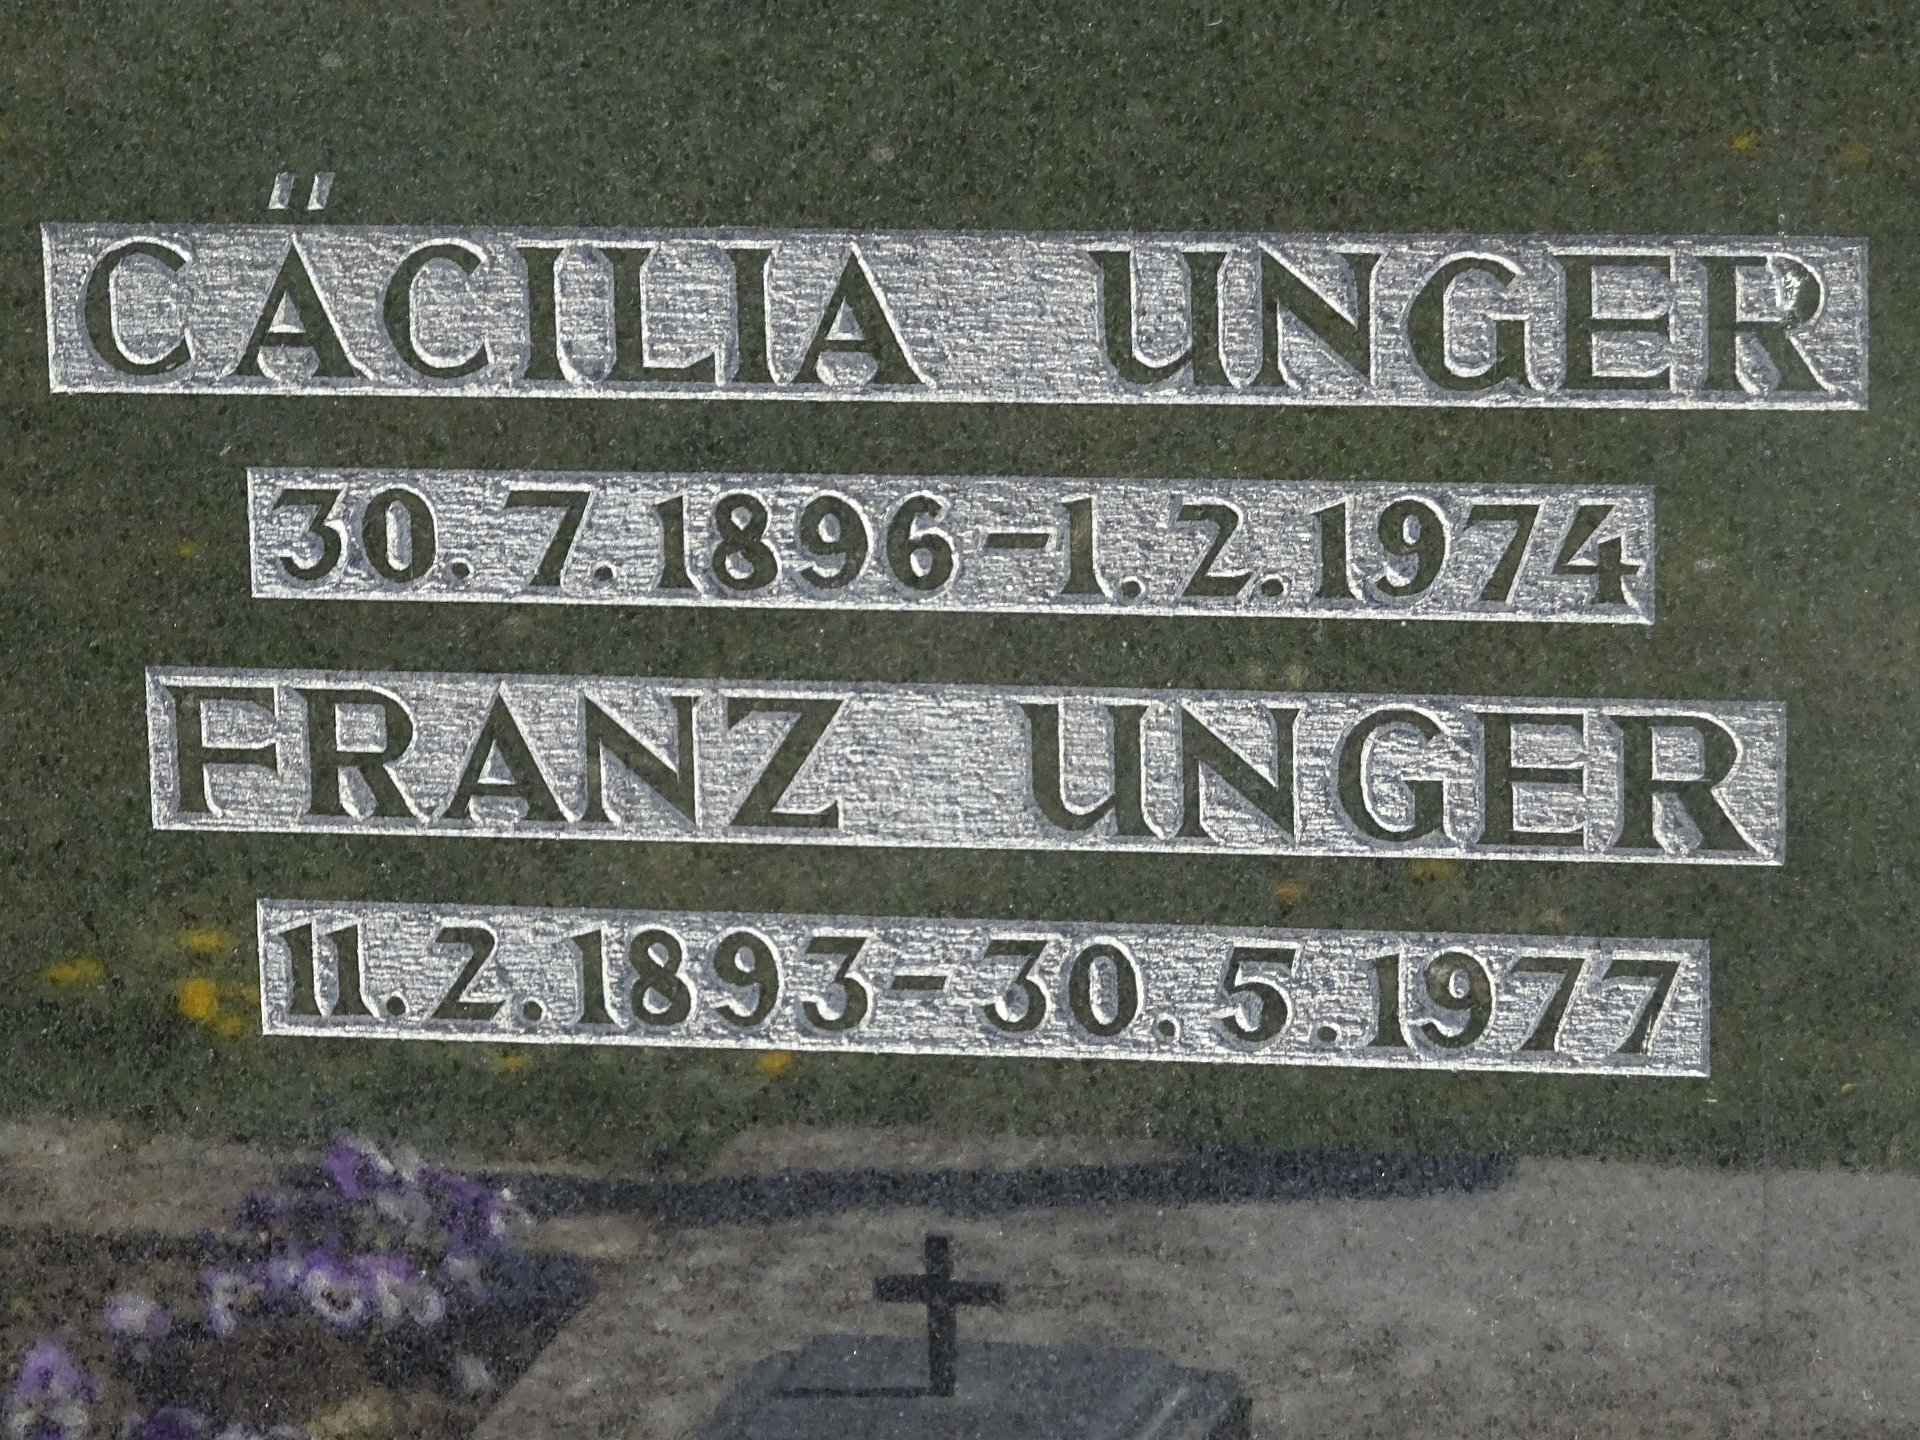 CÄCILIA UNGER
30.7.1896-1.2.1974
FRANZ UNGER
11.2.1893-30.5.1977